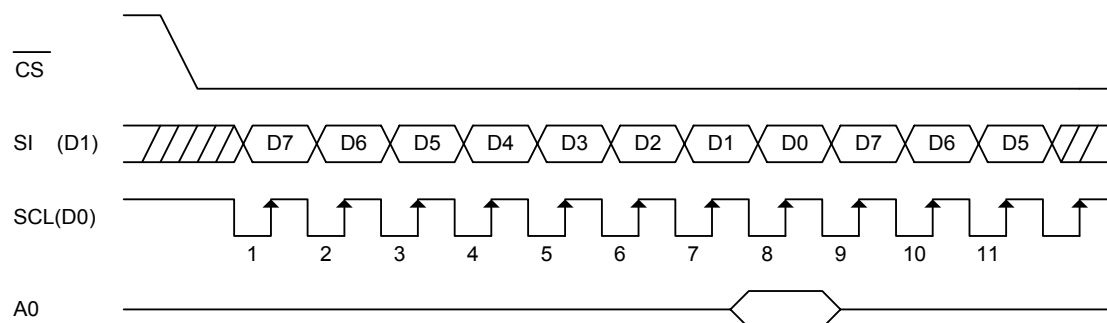 CS
SI (D1) D7 D6 D5 D4 D3 D2 D1 D0 D7 D6 D5
SCL(D0)
1 2 3 4 5 6 7 8 9 10 11
A0